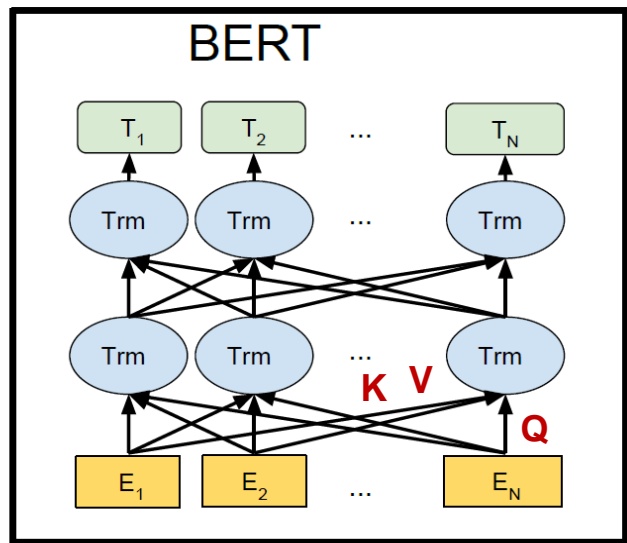 BERT
T1 T2 ... TN
Trm Trm ... Trm
Trm Trm ... Trm
K V
Q
E1 E2 ... EN